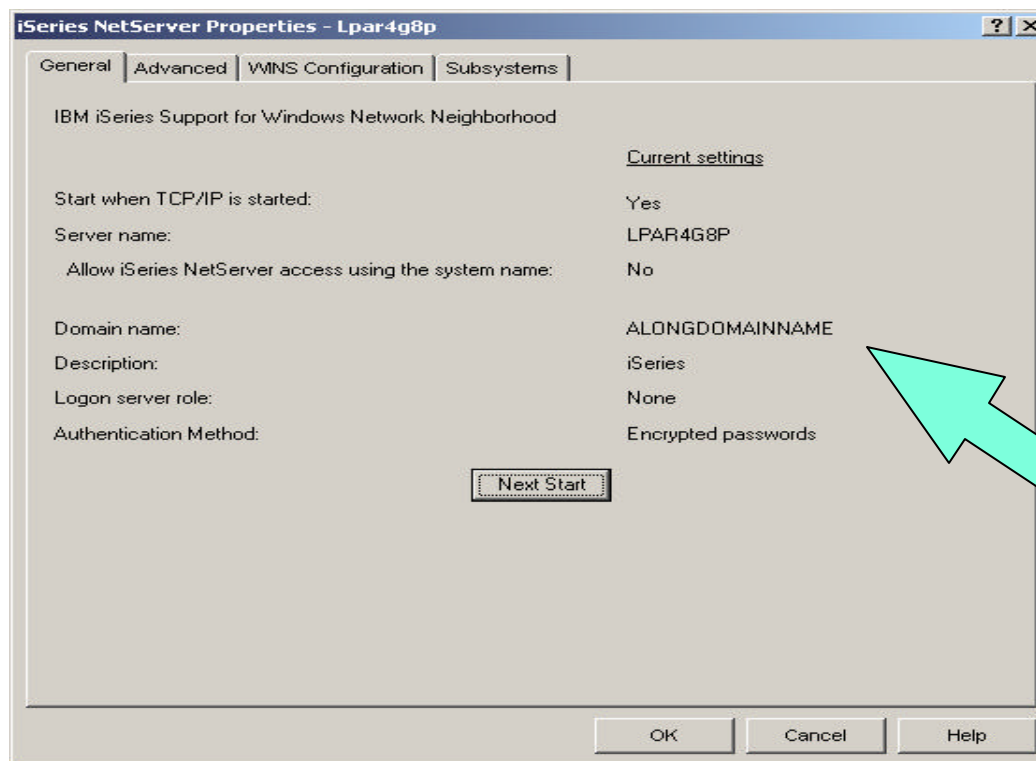 iSeries NetServer Properties - Lpar4g8p
General Advanced WINS Configuration Subsystems
IBM iSeries Support for Windows Network Neighborhood
Current settings
Start when TCP/IP is started: Yes
Server name: LPAR4G8P
Allow iSeries NetServer access using the system name: No
Domain name: ALONGDOMAINNAME
Description: iSeries
Logon server role: None
Authentication Method: Encrypted passwords
Next Start
OK Cancel Help